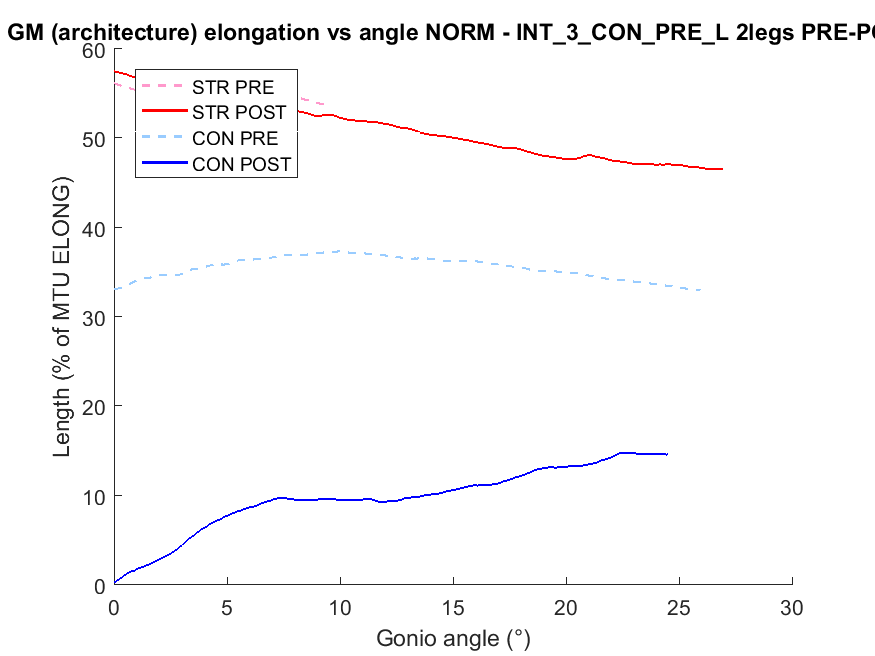 GM (architecture) elongation vs angle NORM - INT_3_CON_PRE_L 2legs PRE-PO
60
50
40
30
20
10
0
Length (% of MTU ELONG)
STR PRE
STR POST
CON PRE
CON POST
0 5 10 15 20 25 30
Gonio angle (°)